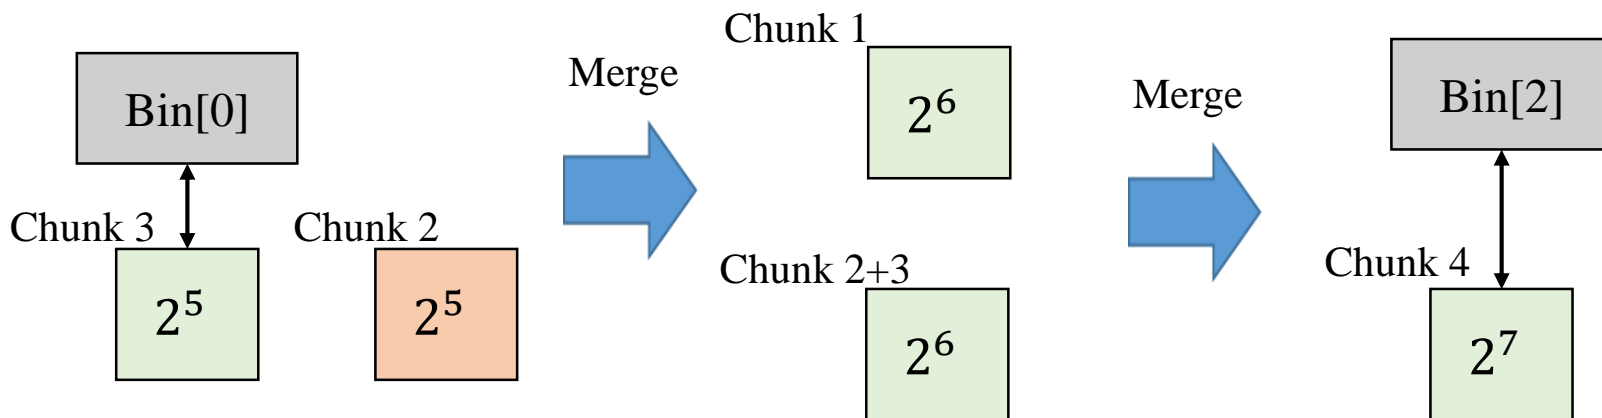 Bin[0]
Chunk 3
2⁵
Chunk 2
2⁵
Merge
Chunk 1
2⁶
Chunk 2+3
2⁶
Merge
Bin[2]
Chunk 4
2⁷